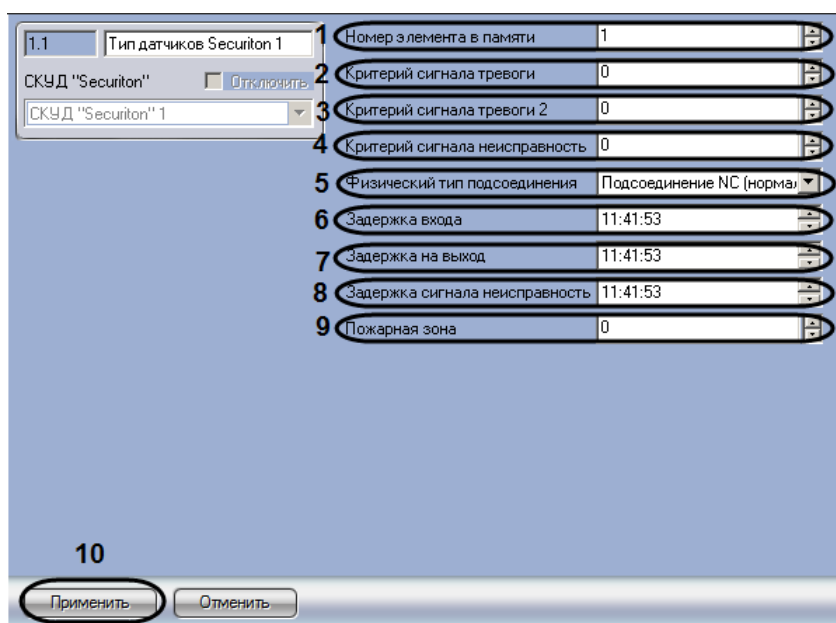 1.1 Тип датчиков Securiton 1
СКУД "Securiton" Отключить
СКУД "Securiton" 1
1 Номер элемента в памяти 1
2 Критерий сигнала тревоги 0
3 Критерий сигнала тревоги 2 0
4 Критерий сигнала неисправность 0
5 Физический тип подсоединения Подсоединение NC (нормал
6 Задержка входа 11:41:53
7 Задержка на выход 11:41:53
8 Задержка сигнала неисправность 11:41:53
9 Пожарная зона 0
10
Применить Отменить